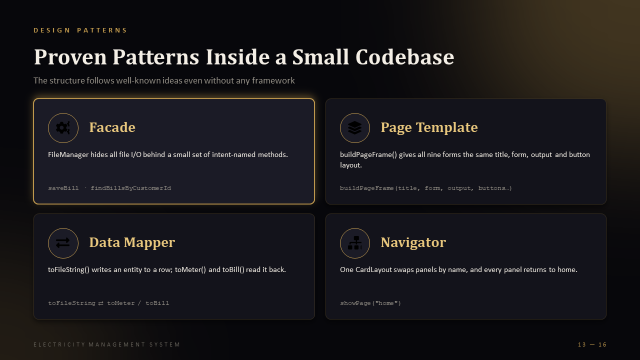 DESIGN PATTERNS
Proven Patterns Inside a Small Codebase
The structure follows well-known ideas even without any framework
Facade
FileManager hides all file I/O behind a small set of intent-named methods.
saveBill · findBillsByCustomerId
Page Template
buildPageFrame() gives all nine forms the same title, form, output and button
layout.
buildPageFrame(title, form, output, buttons…)
Data Mapper
toFileString() writes an entity to a row; toMeter() and toBill() read it back.
toFileString ⇄ toMeter / toBill
Navigator
One CardLayout swaps panels by name, and every panel returns to home.
showPage("home")
ELECTRICITY MANAGEMENT SYSTEM
13 — 16